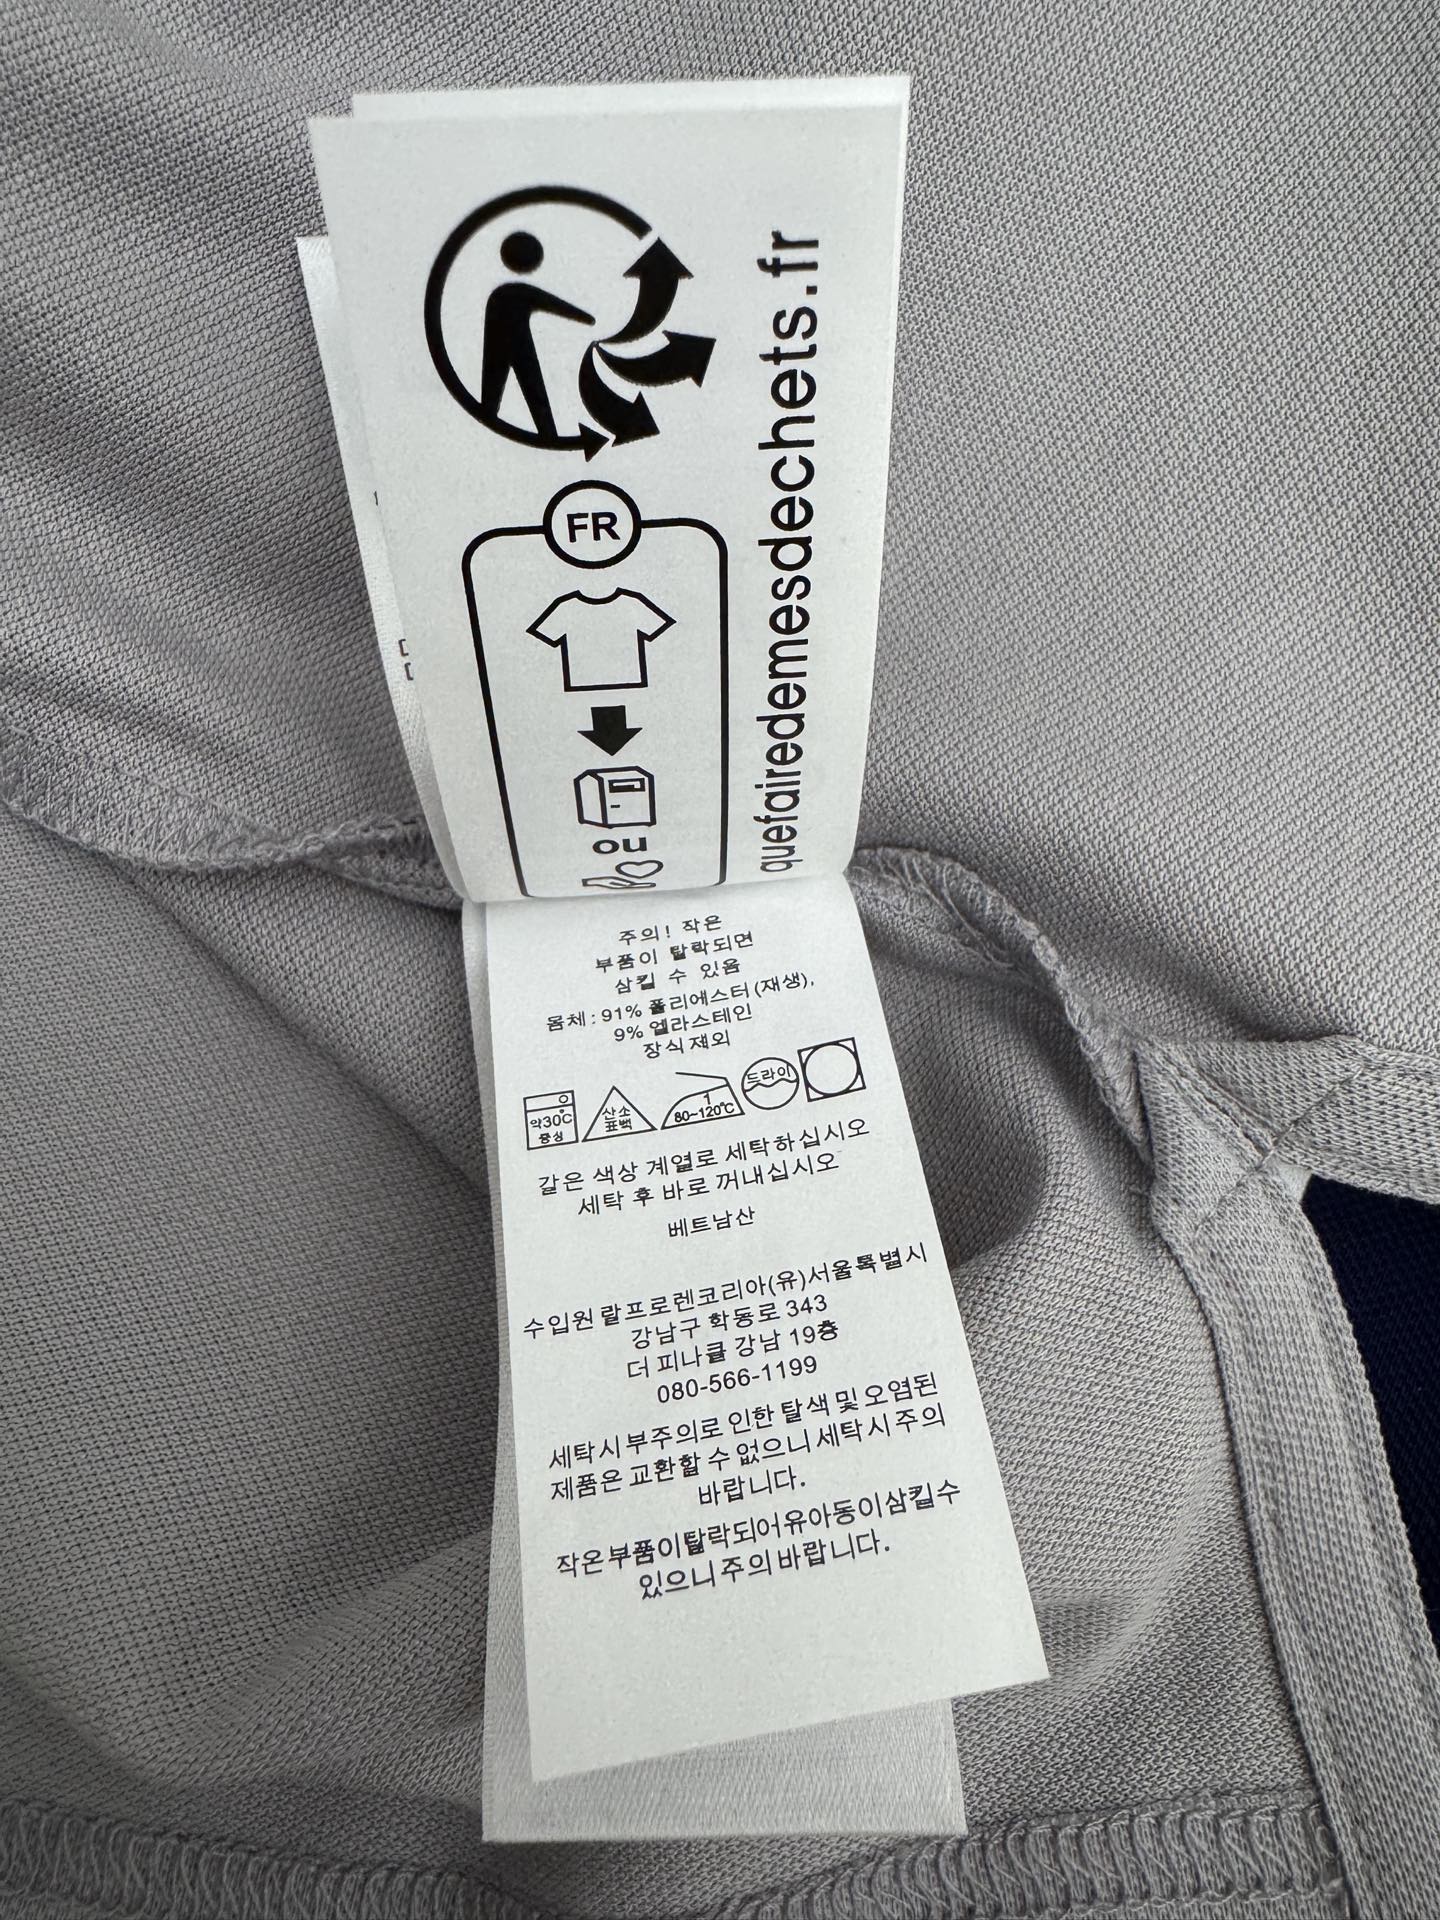 quefairedemesdechets.fr
FR
ou
주의! 작은
부품이 탈락되면
삼킬 수 있음
몸체: 91% 폴리에스터 (재생),
9% 엘라스테인
장식 제외
약30℃
중성
산소
표백
1
80~120℃
드라이
같은 색상 계열로 세탁하십시오
세탁 후 바로 꺼내십시오
베트남산
수입원 랄프로렌코리아(유)서울특별시
강남구 학동로 343
더 피나클 강남 19층
080-566-1199
세탁시 부주의로 인한 탈색 및 오염된
제품은 교환할 수 없으니 세탁시 주의
바랍니다.
작은부품이탈락되어유아동이삼킬수
있으니 주의 바랍니다.